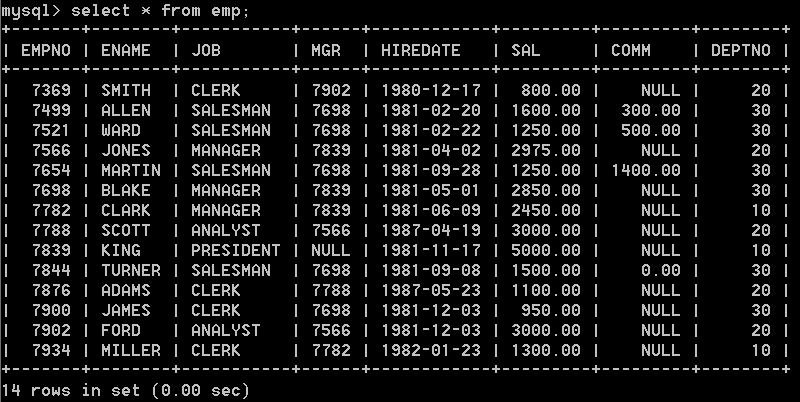 mysql> select * from emp;
+-------+--------+-----------+------+------------+---------+---------+--------+
| EMPNO | ENAME | JOB | MGR | HIREDATE | SAL | COMM | DEPTNO |
+-------+--------+-----------+------+------------+---------+---------+--------+
| 7369 | SMITH | CLERK | 7902 | 1980-12-17 | 800.00 | NULL | 20 |
| 7499 | ALLEN | SALESMAN | 7698 | 1981-02-20 | 1600.00 | 300.00 | 30 |
| 7521 | WARD | SALESMAN | 7698 | 1981-02-22 | 1250.00 | 500.00 | 30 |
| 7566 | JONES | MANAGER | 7839 | 1981-04-02 | 2975.00 | NULL | 20 |
| 7654 | MARTIN | SALESMAN | 7698 | 1981-09-28 | 1250.00 | 1400.00 | 30 |
| 7698 | BLAKE | MANAGER | 7839 | 1981-05-01 | 2850.00 | NULL | 30 |
| 7782 | CLARK | MANAGER | 7839 | 1981-06-09 | 2450.00 | NULL | 10 |
| 7788 | SCOTT | ANALYST | 7566 | 1987-04-19 | 3000.00 | NULL | 20 |
| 7839 | KING | PRESIDENT | NULL | 1981-11-17 | 5000.00 | NULL | 10 |
| 7844 | TURNER | SALESMAN | 7698 | 1981-09-08 | 1500.00 | 0.00 | 30 |
| 7876 | ADAMS | CLERK | 7788 | 1987-05-23 | 1100.00 | NULL | 20 |
| 7900 | JAMES | CLERK | 7698 | 1981-12-03 | 950.00 | NULL | 30 |
| 7902 | FORD | ANALYST | 7566 | 1981-12-03 | 3000.00 | NULL | 20 |
| 7934 | MILLER | CLERK | 7782 | 1982-01-23 | 1300.00 | NULL | 10 |
+-------+--------+-----------+------+------------+---------+---------+--------+
14 rows in set (0.00 sec)